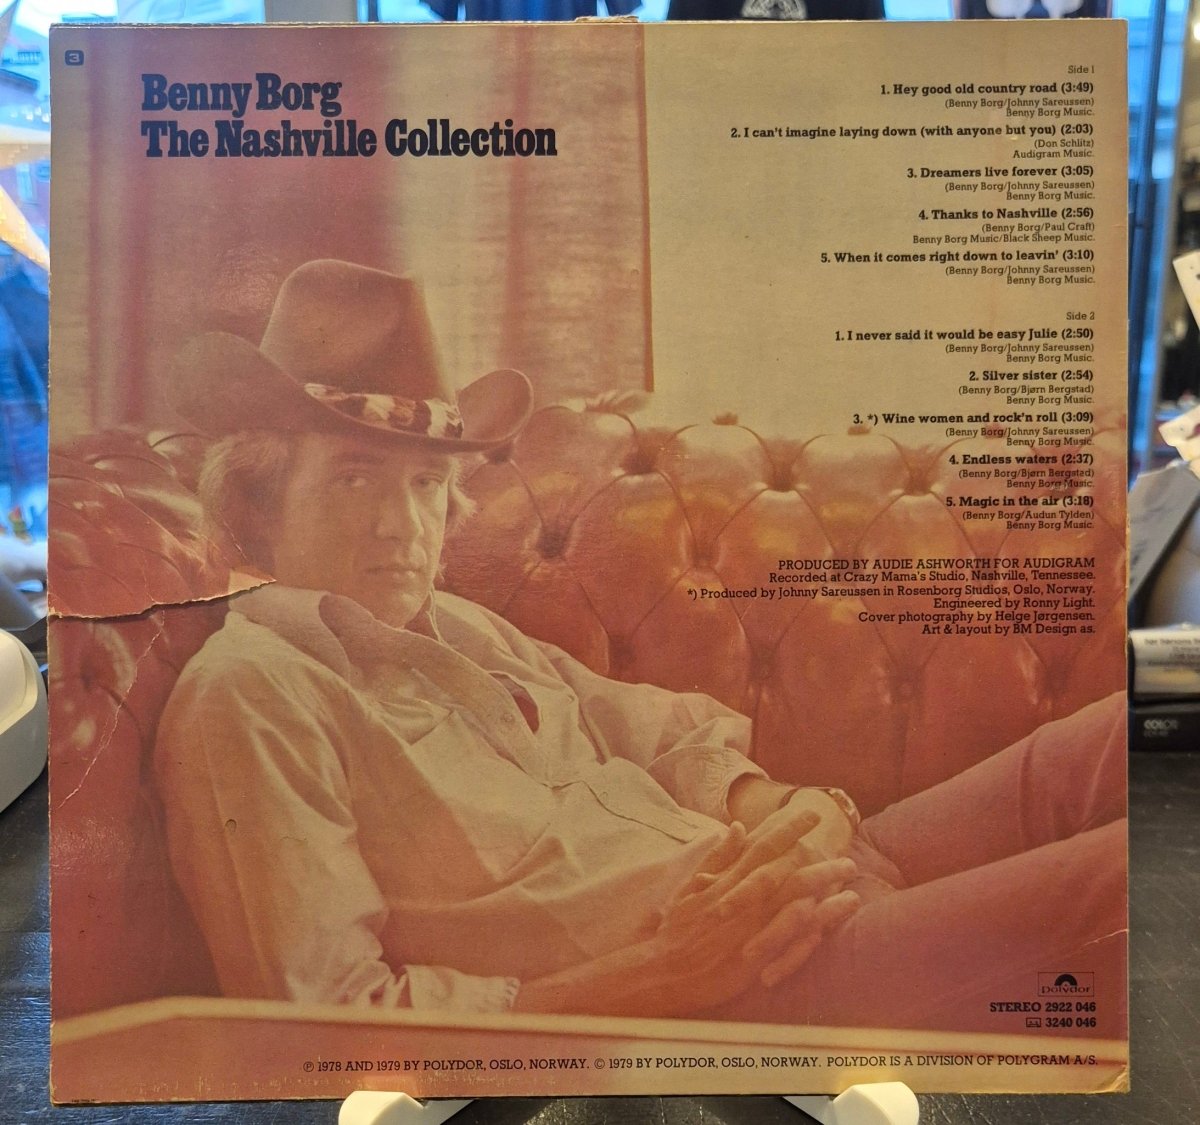 3
Benny Borg
The Nashville Collection
Side 1
1. Hey good old country road (3:49)
(Benny Borg/Johnny Sareussen)
Benny Borg Music.
2. I can't imagine laying down (with anyone but you) (2:03)
(Don Schlitz)
Audigram Music.
3. Dreamers live forever (3:05)
(Benny Borg/Johnny Sareussen)
Benny Borg Music.
4. Thanks to Nashville (2:56)
(Benny Borg/Paul Craft)
Benny Borg Music/Black Sheep Music.
5. When it comes right down to leavin' (3:10)
(Benny Borg/Johnny Sareussen)
Benny Borg Music.
Side 2
1. I never said it would be easy Julie (2:50)
(Benny Borg/Johnny Sareussen)
Benny Borg Music.
2. Silver sister (2:54)
(Benny Borg/Bjørn Bergstad)
Benny Borg Music.
3. *) Wine women and rock'n roll (3:09)
(Benny Borg/Johnny Sareussen)
Benny Borg Music.
4. Endless waters (2:37)
(Benny Borg/Bjørn Bergstad)
Benny Borg Music.
5. Magic in the air (3:18)
(Benny Borg/Audun Tylden)
Benny Borg Music.
PRODUCED BY AUDIE ASHWORTH FOR AUDIGRAM
Recorded at Crazy Mama's Studio, Nashville, Tennessee.
*) Produced by Johnny Sareussen in Rosenborg Studios, Oslo, Norway.
Engineered by Ronny Light.
Cover photography by Helge Jørgensen.
Art & layout by BM Design as.
COLOP
Polydor
STEREO 2922 046
3240 046
℗ 1978 AND 1979 BY POLYDOR, OSLO, NORWAY. © 1979 BY POLYDOR, OSLO, NORWAY. POLYDOR IS A DIVISION OF POLYGRAM A/S.